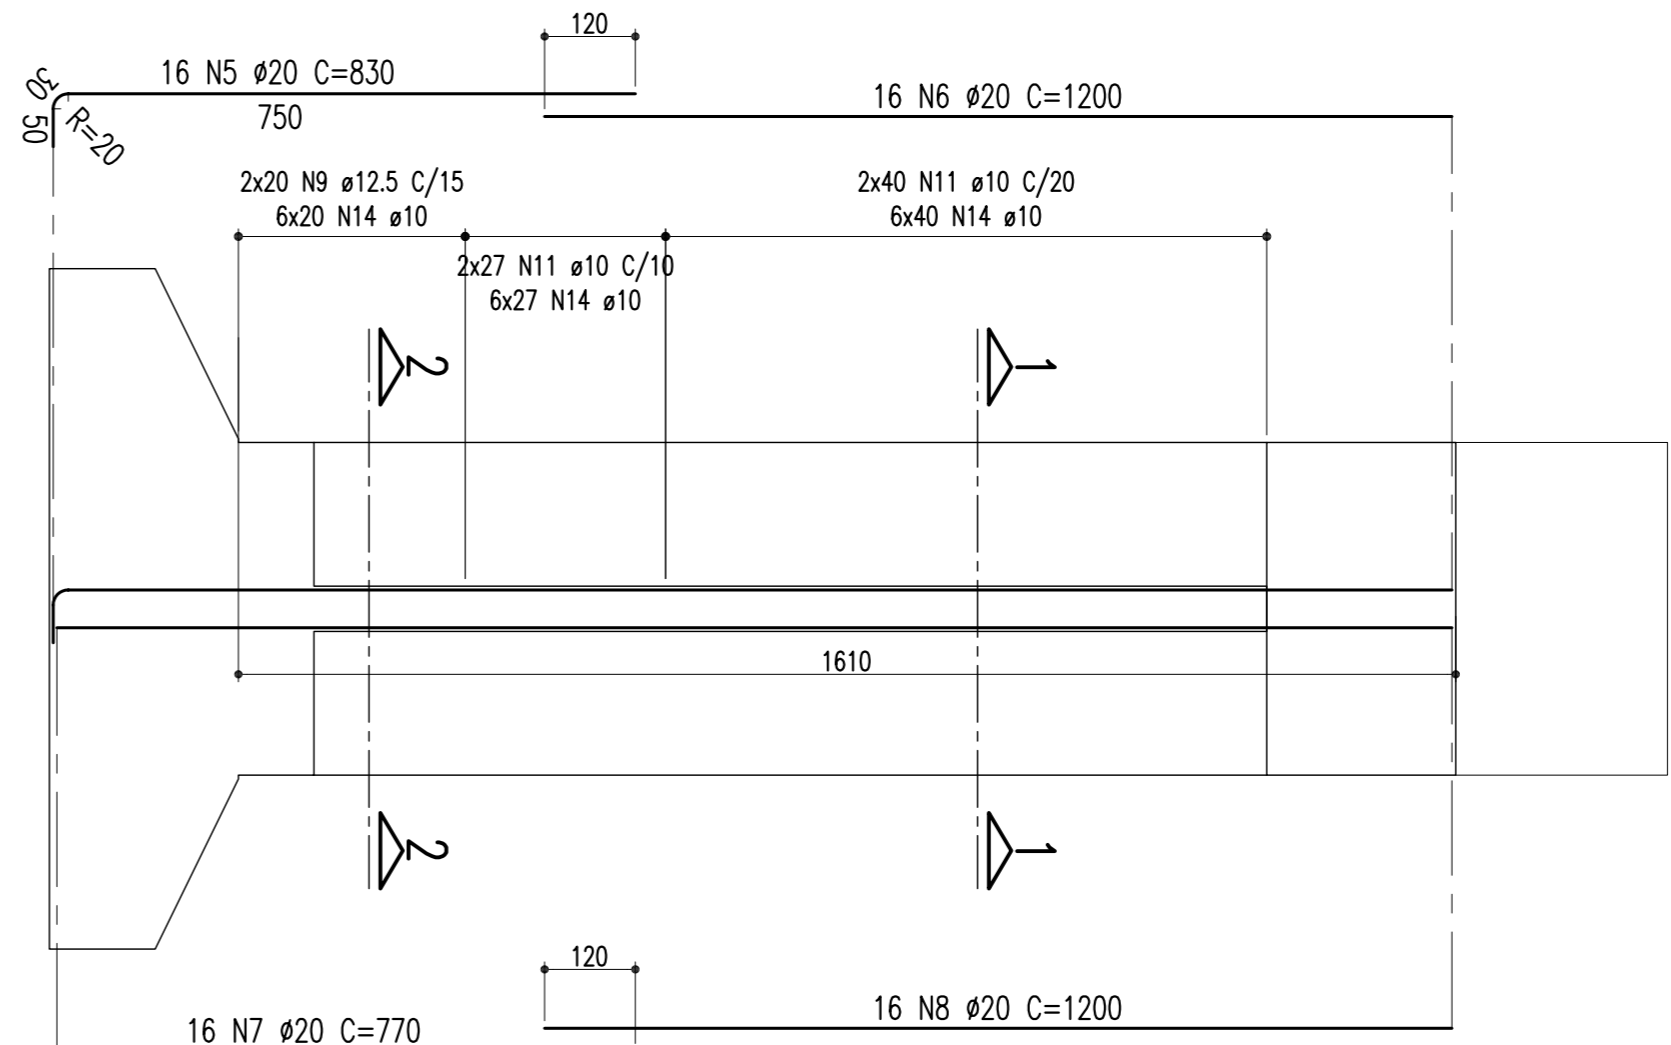 120
16 N5 ø20 C=830
30
50
R=20
750
16 N6 ø20 C=1200
2x20 N9 ø12.5 C/15
6x20 N14 ø10
2x40 N11 ø10 C/20
6x40 N14 ø10
2x27 N11 ø10 C/10
6x27 N14 ø10
2
1
1610
2
1
120
16 N7 ø20 C=770
16 N8 ø20 C=1200